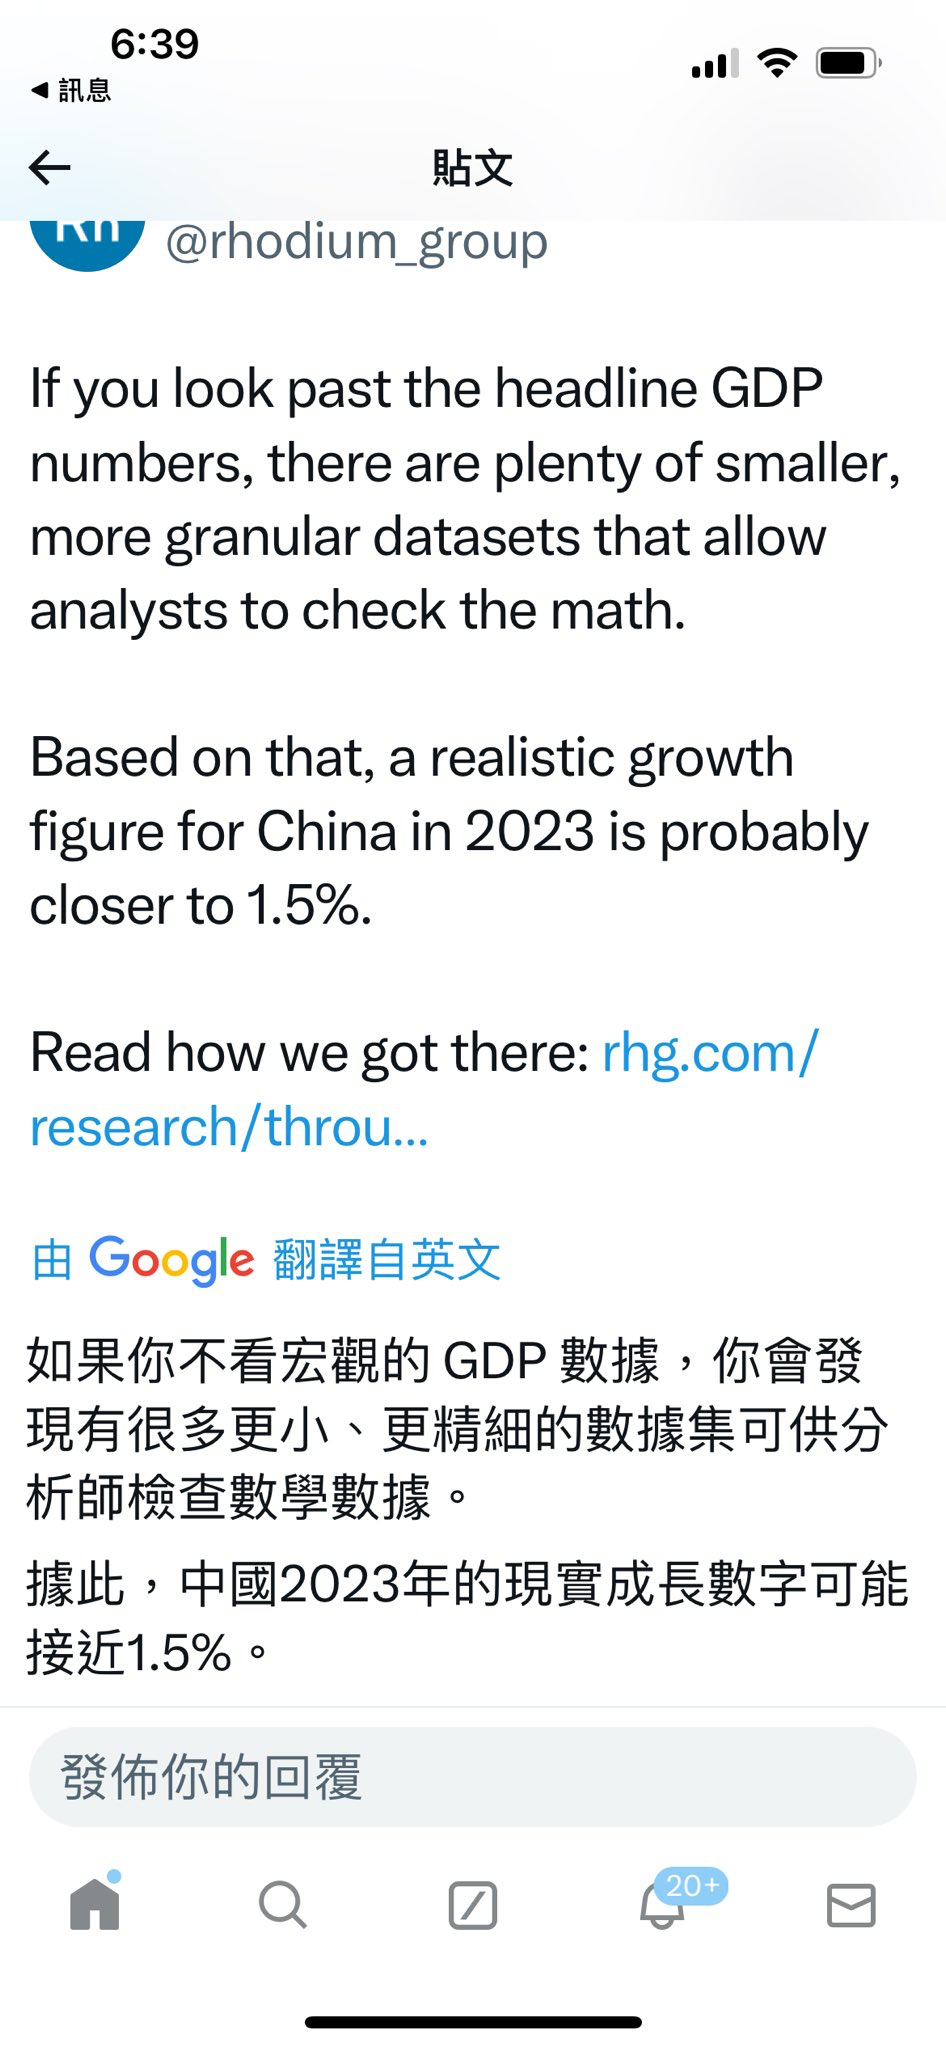 6:39
◀ 訊息
貼文
Rh
@rhodium_group
If you look past the headline GDP
numbers, there are plenty of smaller,
more granular datasets that allow
analysts to check the math.
Based on that, a realistic growth
figure for China in 2023 is probably
closer to 1.5%.
Read how we got there: rhg.com/
research/throu...
由 Google 翻譯自英文
如果你不看宏觀的 GDP 數據，你會發
現有很多更小、更精細的數據集可供分
析師檢查數學數據。
據此，中國2023年的現實成長數字可能
接近1.5%。
發佈你的回覆
20+